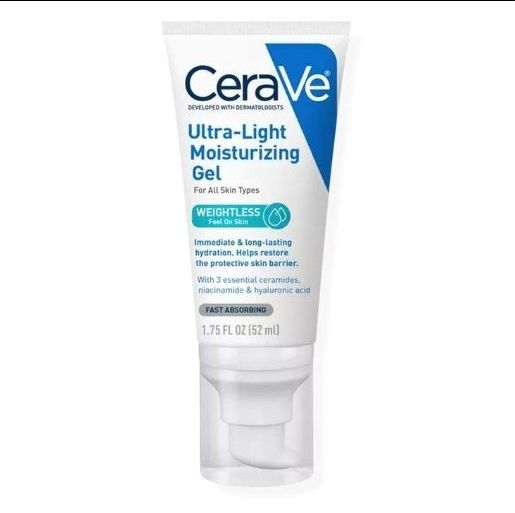 CeraVe®
DEVELOPED WITH DERMATOLOGISTS
Ultra-Light
Moisturizing
Gel
For All Skin Types
WEIGHTLESS
Feel On Skin
Immediate & long-lasting
hydration. Helps restore
the protective skin barrier.
With 3 essential ceramides,
niacinamide & hyaluronic acid
FAST ABSORBING
1.75 FL OZ (52 ml)